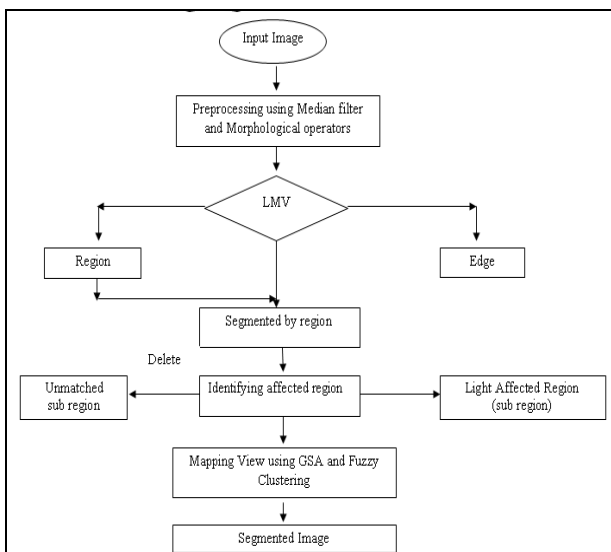 Input Image
Preprocessing using Median filter
and Morphological operators
LMV
Region
Edge
Segmented by region
Delete
Unmatched
sub region
Identifying affected region
Light Affected Region
(sub region)
Mapping View using GSA and Fuzzy
Clustering
Segmented Image